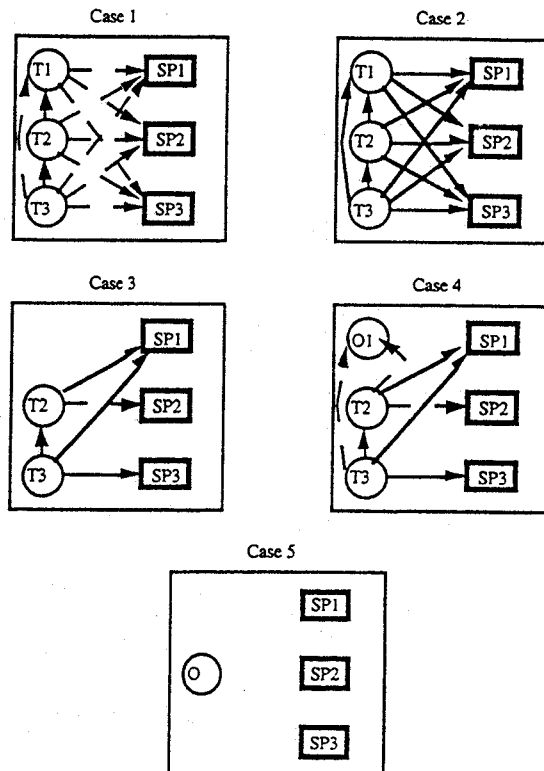 Case 1
T1
SP1
T2
SP2
T3
SP3
Case 2
T1
SP1
T2
SP2
T3
SP3
Case 3
SP1
T2
SP2
T3
SP3
Case 4
O1
SP1
T2
SP2
T3
SP3
Case 5
SP1
O
SP2
SP3